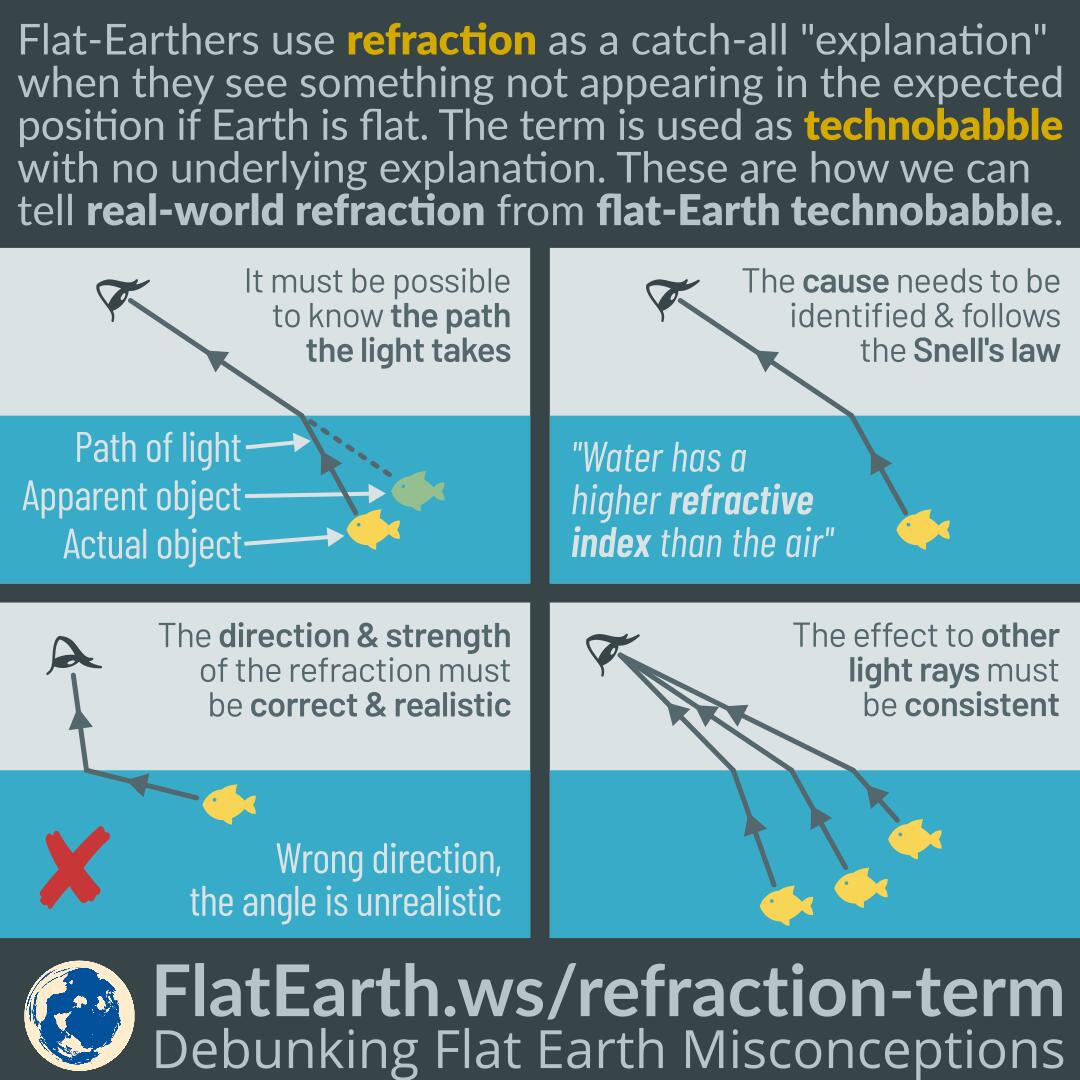 Flat-Earthers use refraction as a catch-all "explanation"
when they see something not appearing in the expected
position if Earth is flat. The term is used as technobabble
with no underlying explanation. These are how we can
tell real-world refraction from flat-Earth technobabble.
It must be possible
to know the path
the light takes
Path of light
Apparent object
Actual object
The cause needs to be
identified & follows
the Snell's law
"Water has a
higher refractive
index than the air"
The direction & strength
of the refraction must
be correct & realistic
Wrong direction,
the angle is unrealistic
The effect to other
light rays must
be consistent
FlatEarth.ws/refraction-term
Debunking Flat Earth Misconceptions